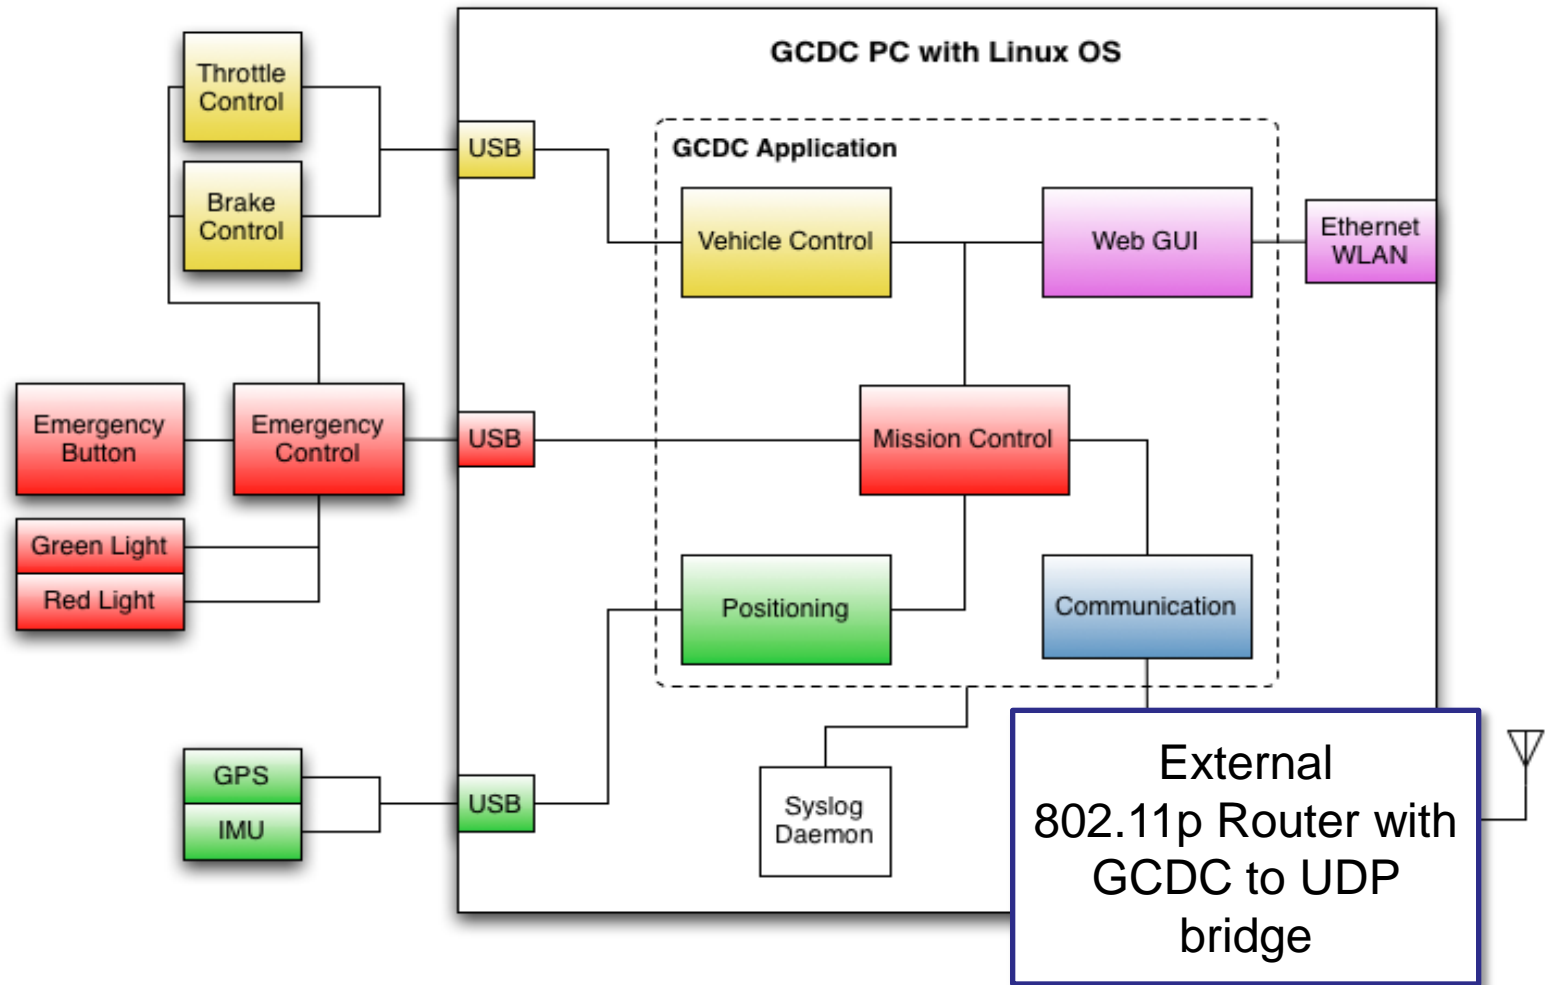 GCDC PC with Linux OS
Throttle
Control
Brake
Control
USB
GCDC Application
Vehicle Control
Web GUI
Ethernet
WLAN
Emergency
Button
Emergency
Control
USB
Mission Control
Green Light
Red Light
Positioning
Communication
GPS
IMU
USB
Syslog
Daemon
External
802.11p Router with
GCDC to UDP
bridge